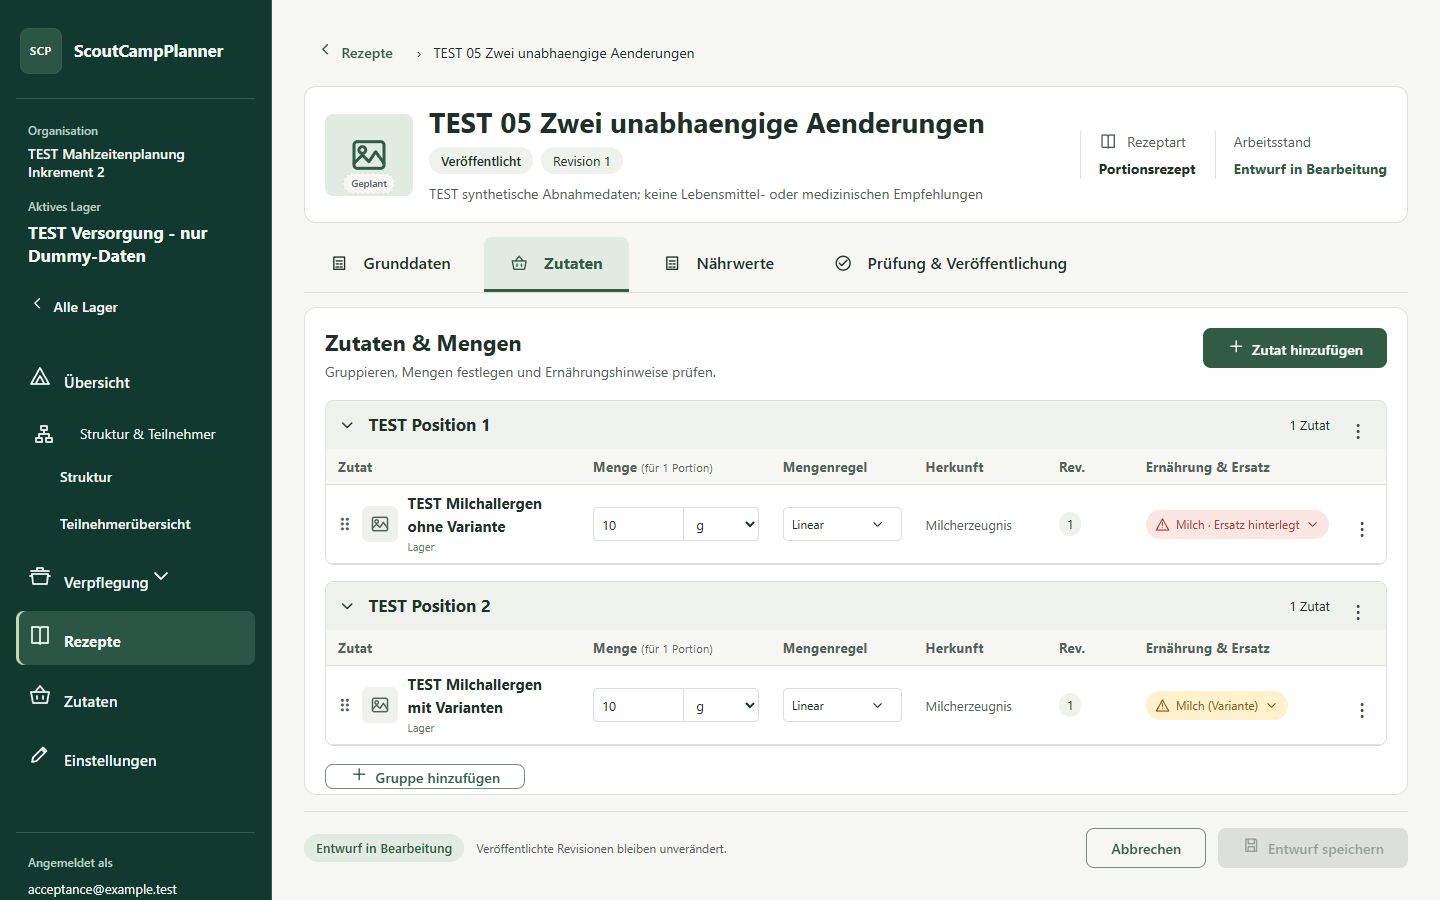 SCP
ScoutCampPlanner
Organisation
TEST Mahlzeitenplanung
Inkrement 2
Aktives Lager
TEST Versorgung - nur
Dummy-Daten
Alle Lager
Übersicht
Struktur & Teilnehmer
Struktur
Teilnehmerübersicht
Verpflegung
Rezepte
Zutaten
Einstellungen
Angemeldet als
acceptance@example.test
Rezepte › TEST 05 Zwei unabhaengige Aenderungen
Geplant
TEST 05 Zwei unabhaengige Aenderungen
Veröffentlicht Revision 1
TEST synthetische Abnahmedaten; keine Lebensmittel- oder medizinischen Empfehlungen
Rezeptart
Portionsrezept
Arbeitsstand
Entwurf in Bearbeitung
Grunddaten Zutaten Nährwerte Prüfung & Veröffentlichung
Zutaten & Mengen
Gruppieren, Mengen festlegen und Ernährungshinweise prüfen.
Zutat hinzufügen
TEST Position 1 1 Zutat
Zutat Menge (für 1 Portion) Mengenregel Herkunft Rev. Ernährung & Ersatz
TEST Milchallergen
ohne Variante
Lager
10 g Linear Milcherzeugnis 1 Milch · Ersatz hinterlegt
TEST Position 2 1 Zutat
Zutat Menge (für 1 Portion) Mengenregel Herkunft Rev. Ernährung & Ersatz
TEST Milchallergen
mit Varianten
Lager
10 g Linear Milcherzeugnis 1 Milch (Variante)
Gruppe hinzufügen
Entwurf in Bearbeitung Veröffentlichte Revisionen bleiben unverändert.
Abbrechen Entwurf speichern